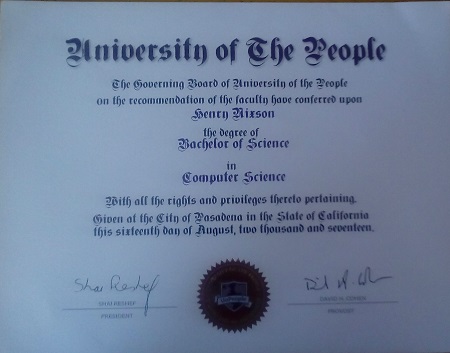 University of The People
The Governing Board of University of the People
on the recommendation of the faculty have conferred upon
Henry Nixson
the degree of
Bachelor of Science
in
Computer Science
With all the rights and privileges thereto pertaining.
Given at the City of Pasadena in the State of California
this sixteenth day of August, two thousand and seventeen.
Shai Reshef
SHAI RESHEF
PRESIDENT
DAVID H. COHEN
PROVOST